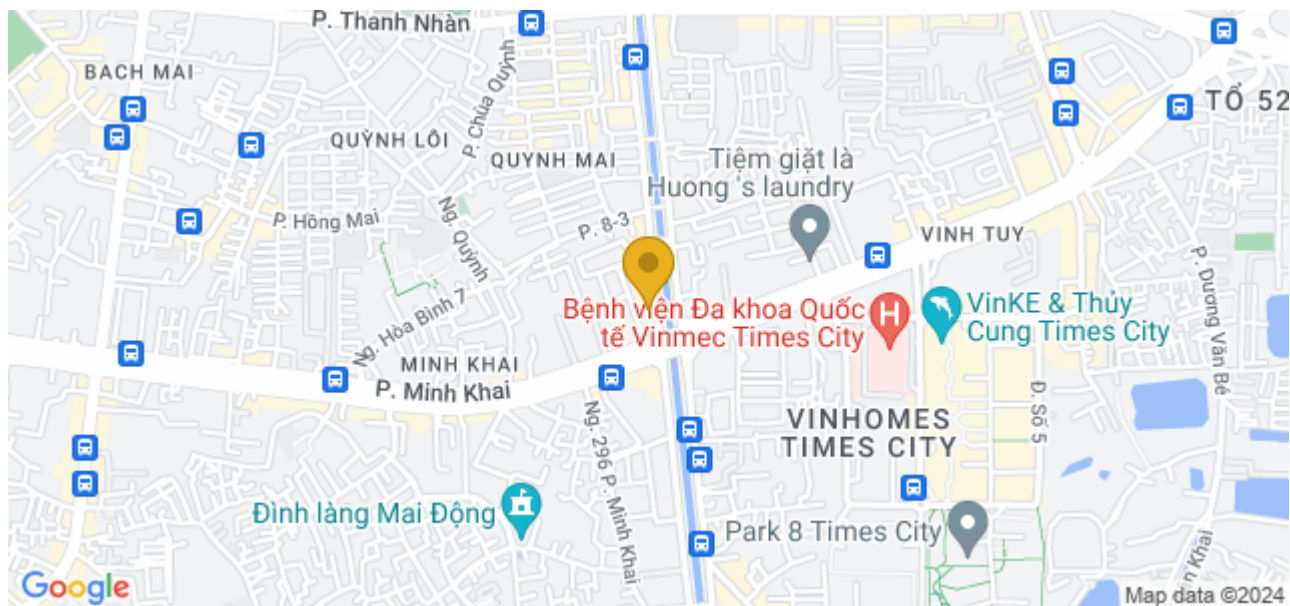 P. Thanh Nhàn
BACH MAI
P. Chùa Quỳnh
TỔ 52
QUỲNH LÔI
QUYNH MAI
Tiệm giặt là
Huong 's laundry
P. Hồng Mai
Ng. Quỳnh
P. 8-3
VINH TUY
P. Dương Văn Bé
Ng. Hòa Bình 7
Bệnh viện Đa khoa Quốc
tế Vinmec Times City
H
VinKE & Thủy
Cung Times City
MINH KHAI
P. Minh Khai
Đ. Số 5
VINHOMES
TIMES CITY
Ng. 296 P. Minh Khai
Đình làng Mai Động
Park 8 Times City
n Khai
Google
Map data ©2024